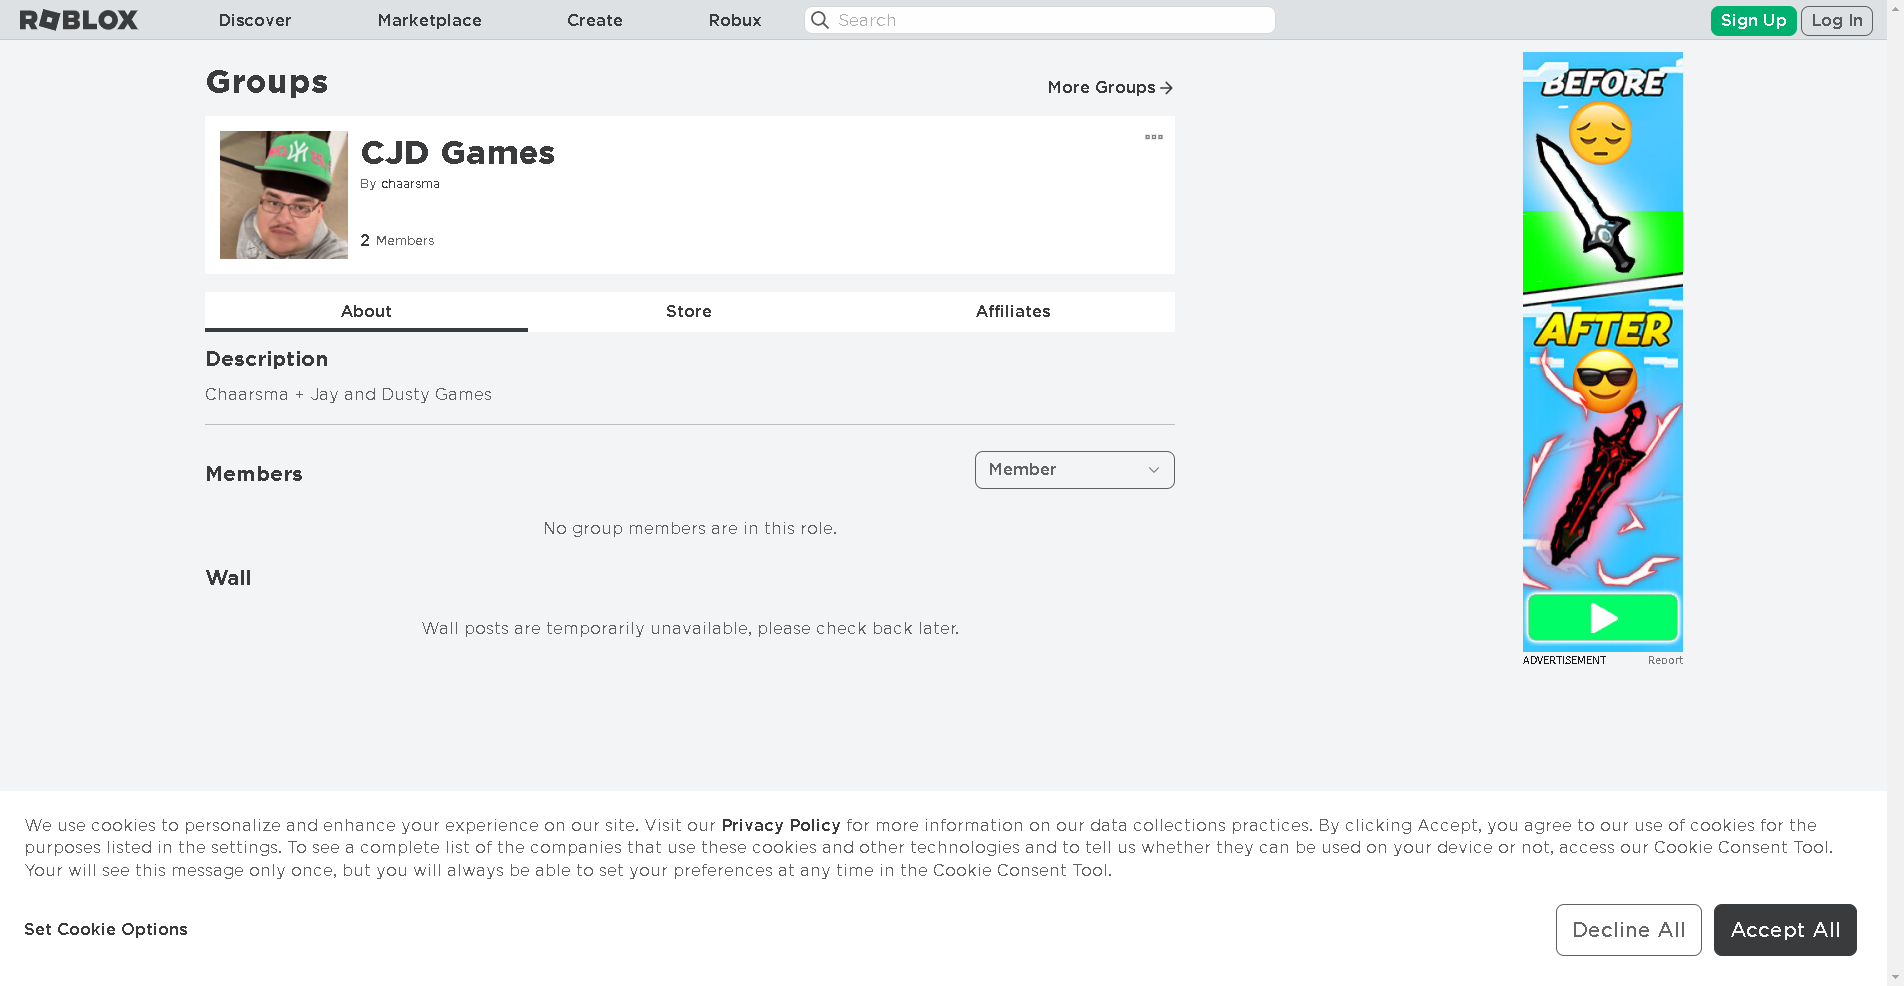 ROBLOX
Discover
Marketplace
Create
Robux
Search
Sign Up
Log In
Groups
More Groups
CJD Games
By chaarsma
2 Members
About
Store
Affiliates
Description
Chaarsma + Jay and Dusty Games
Members
Member
No group members are in this role.
Wall
Wall posts are temporarily unavailable, please check back later.
BEFORE
AFTER
ADVERTISEMENT
Report
We use cookies to personalize and enhance your experience on our site. Visit our Privacy Policy for more information on our data collections practices. By clicking Accept, you agree to our use of cookies for the
purposes listed in the settings. To see a complete list of the companies that use these cookies and other technologies and to tell us whether they can be used on your device or not, access our Cookie Consent Tool.
Your will see this message only once, but you will always be able to set your preferences at any time in the Cookie Consent Tool.
Set Cookie Options
Decline All
Accept All